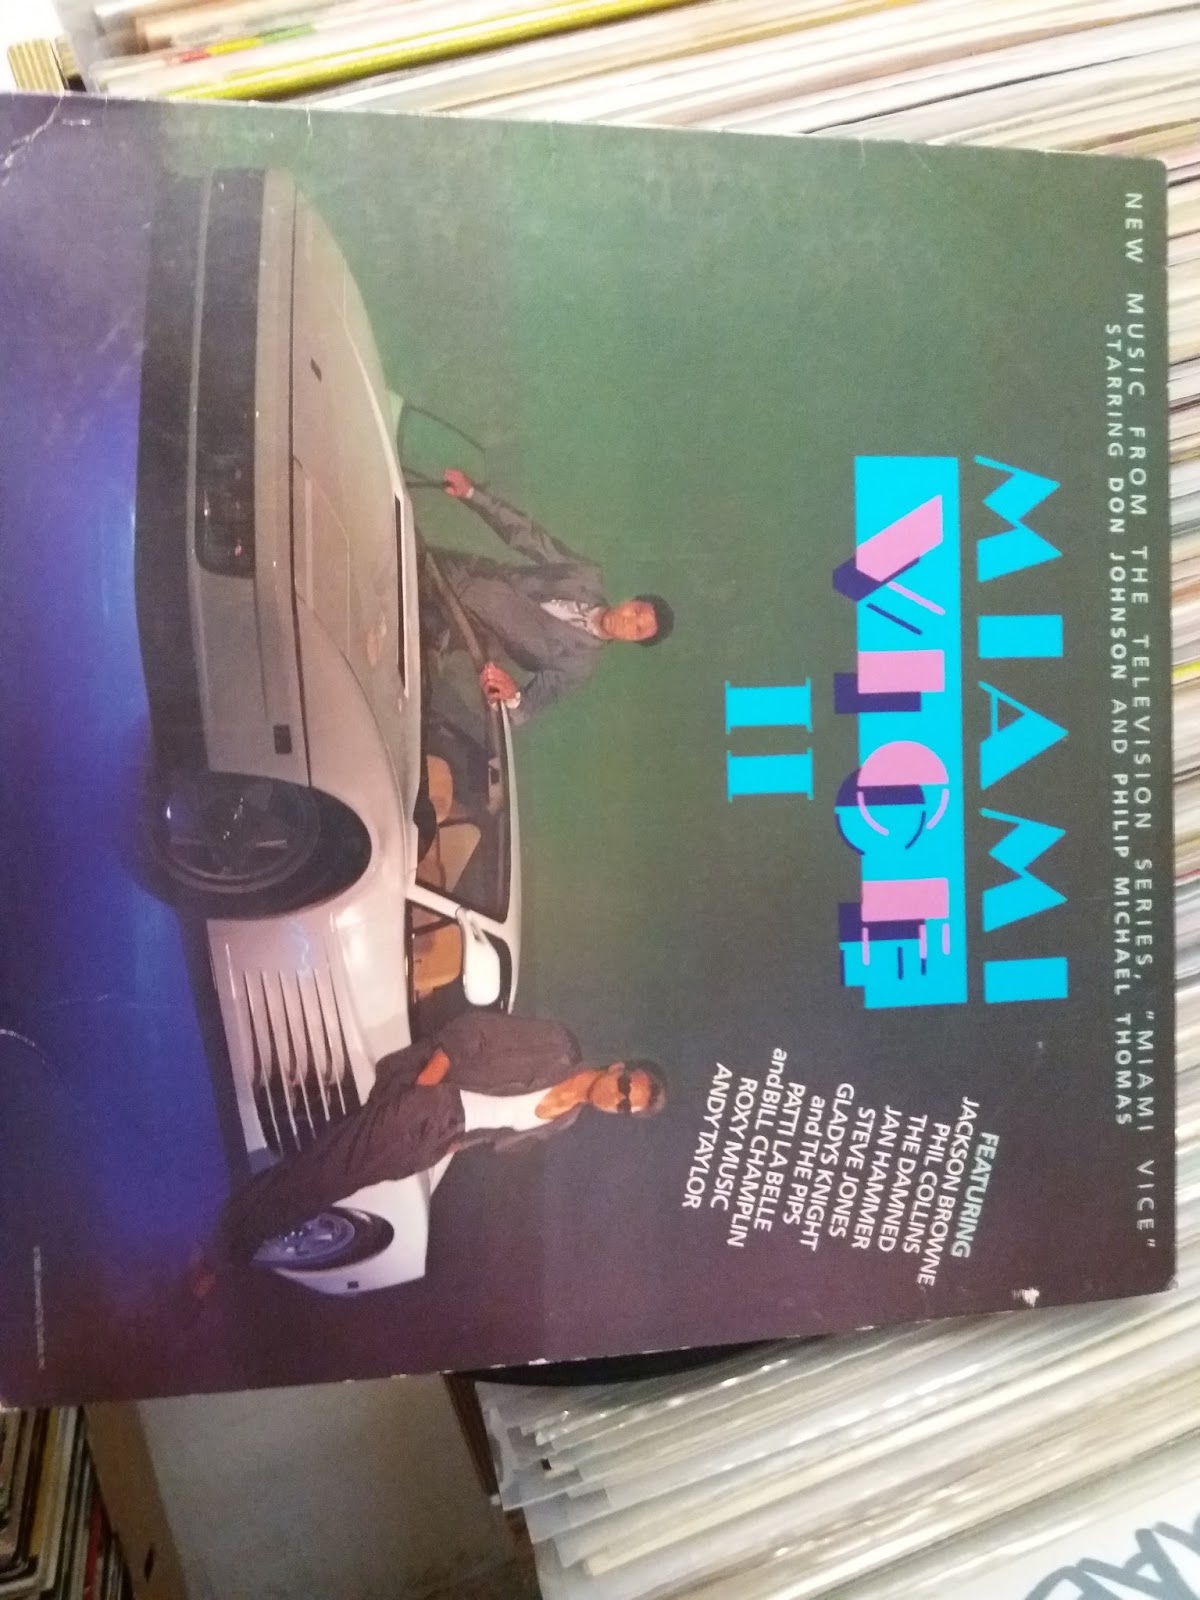 NEW MUSIC FROM THE TELEVISION SERIES, "MIAMI VICE"
STARRING DON JOHNSON AND PHILIP MICHAEL THOMAS
MIAMI
VICE
II
FEATURING
JACKSON BROWNE
PHIL COLLINS
THE DAMNED
JAN HAMMER
STEVE JONES
GLADYS KNIGHT
and THE PIPS
PATTI LA BELLE
and BILL CHAMPLIN
ROXY MUSIC
ANDY TAYLOR